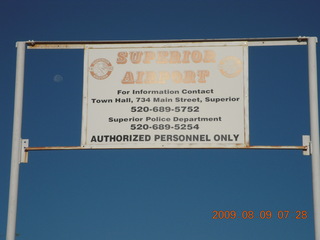 SUPERIOR
AIRPORT
For Information Contact
Town Hall, 734 Main Street, Superior
520-689-5752
Superior Police Department
520-689-5254
AUTHORIZED PERSONNEL ONLY
2009 08 09 07 28